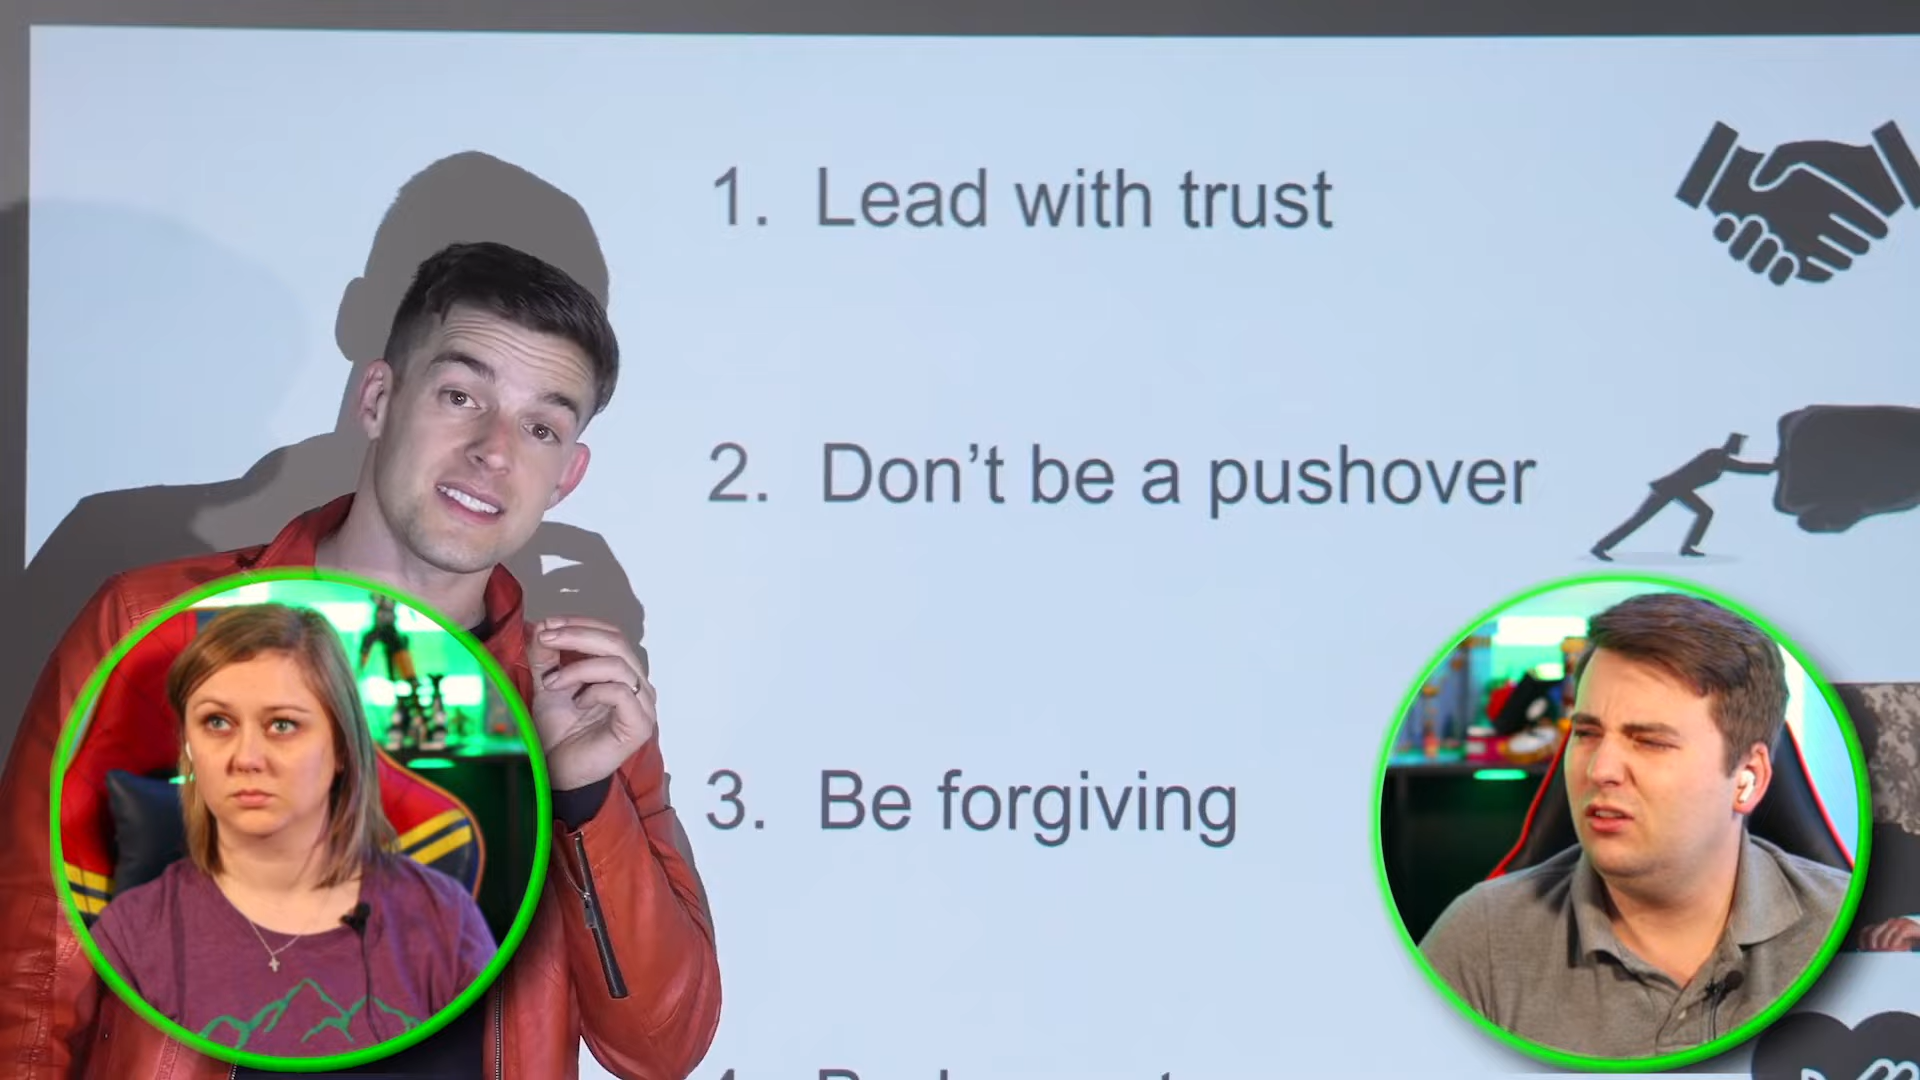 1. Lead with trust
2. Don’t be a pushover
3. Be forgiving